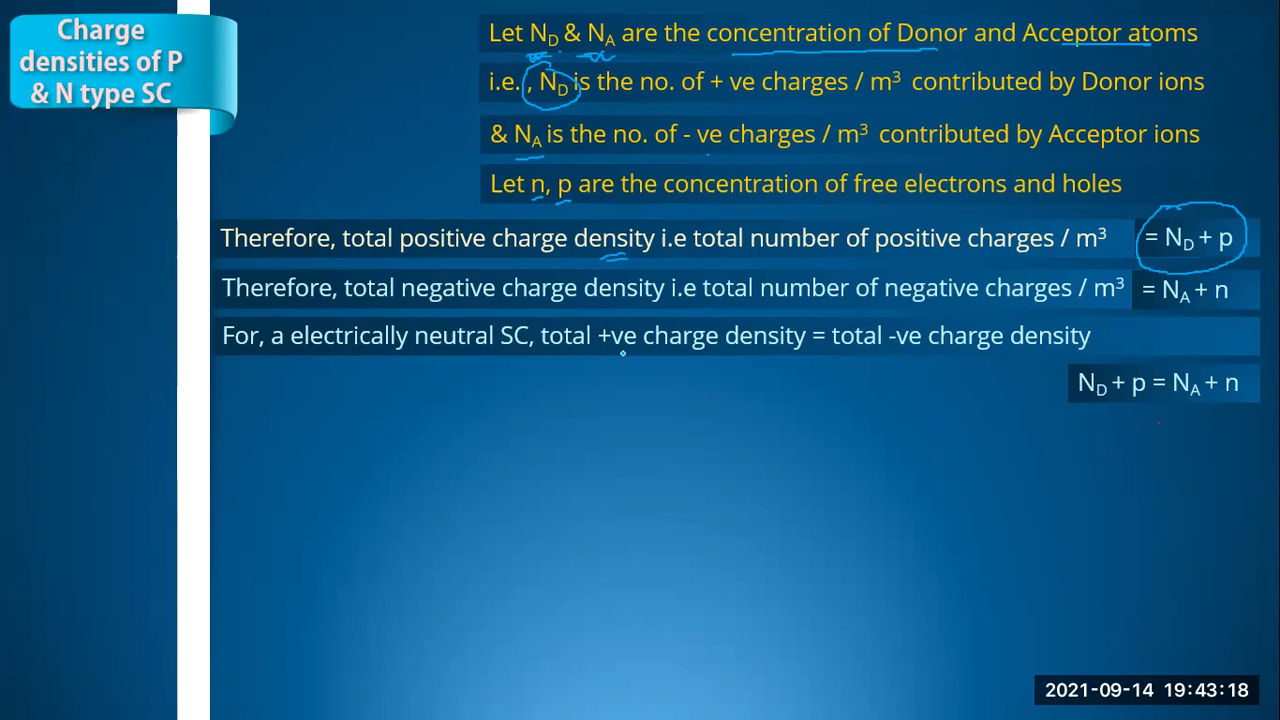 Charge
densities of P
& N type SC
Let N_D & N_A are the concentration of Donor and Acceptor atoms
i.e. , N_D is the no. of + ve charges / m³ contributed by Donor ions
& N_A is the no. of - ve charges / m³ contributed by Acceptor ions
Let n, p are the concentration of free electrons and holes
Therefore, total positive charge density i.e total number of positive charges / m³ = N_D + p
Therefore, total negative charge density i.e total number of negative charges / m³ = N_A + n
For, a electrically neutral SC, total +ve charge density = total -ve charge density
N_D + p = N_A + n
2021-09-14 19:43:18